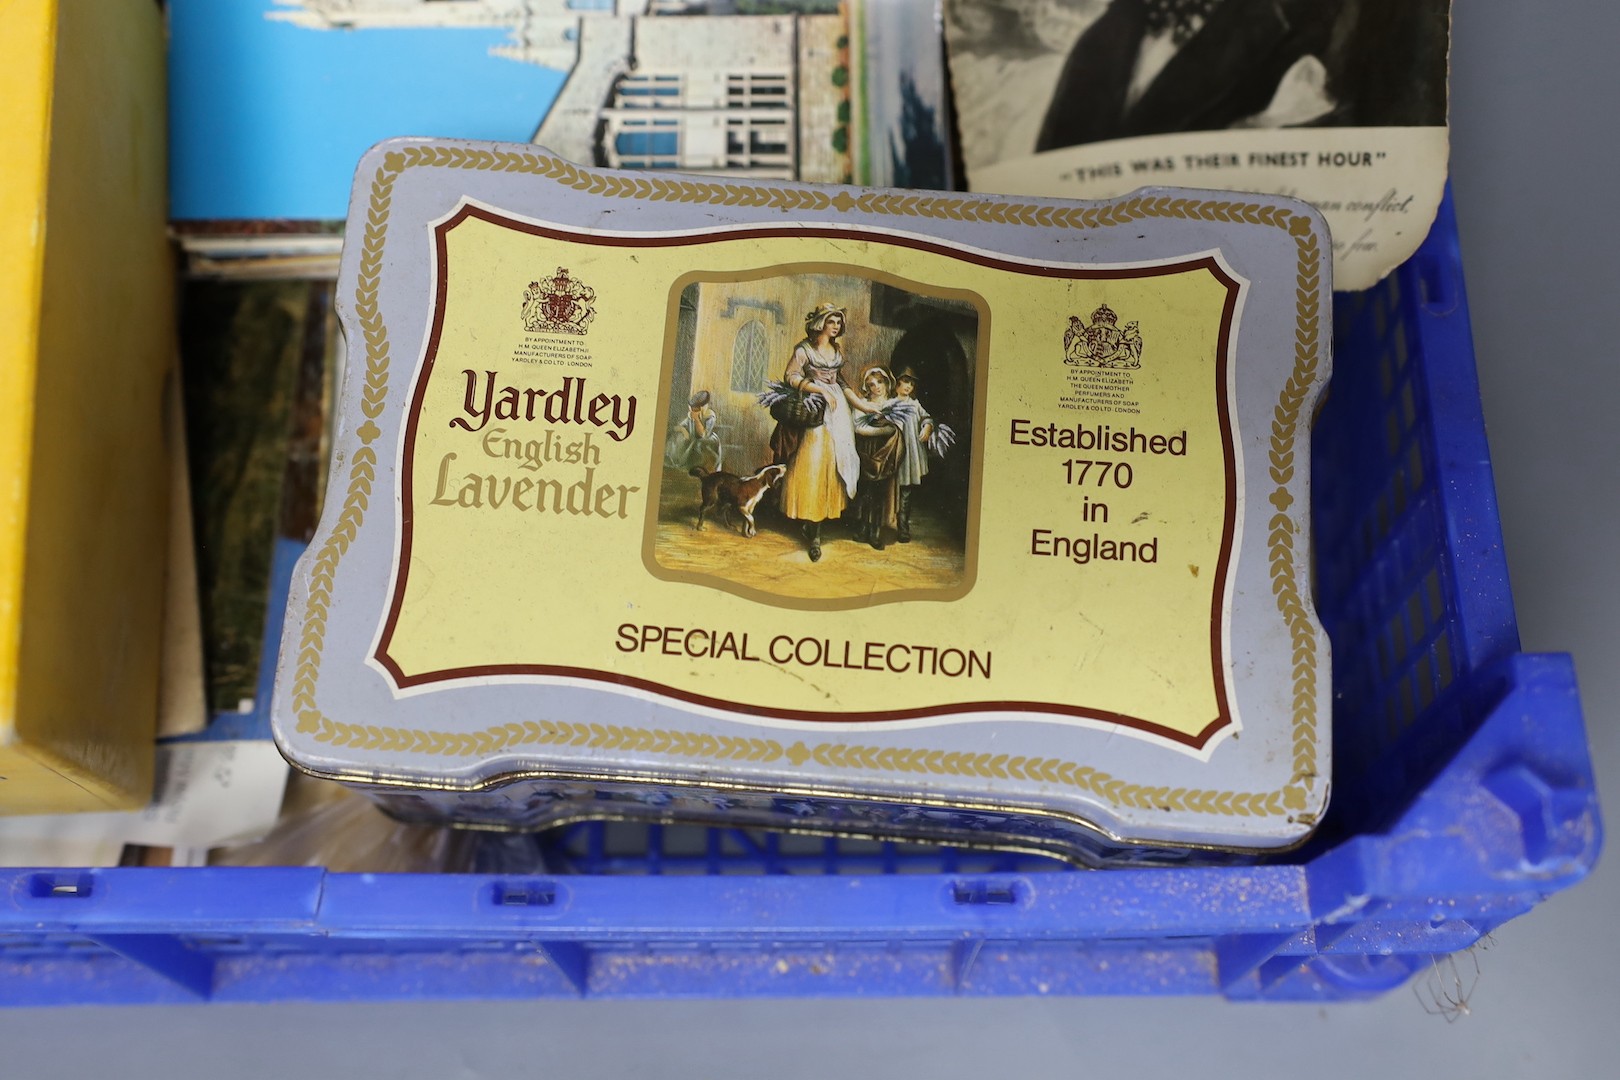 "THIS WAS THEIR FINEST HOUR"
conflict,
few.
BY APPOINTMENT TO
H.M. QUEEN ELIZABETH II
MANUFACTURERS OF SOAP
YARDLEY & CO LTD · LONDON
Yardley
English
Lavender
BY APPOINTMENT TO
H.M. QUEEN ELIZABETH
THE QUEEN MOTHER
PERFUMERS AND
MANUFACTURERS OF SOAP
YARDLEY & CO LTD · LONDON
Established
1770
in
England
SPECIAL COLLECTION